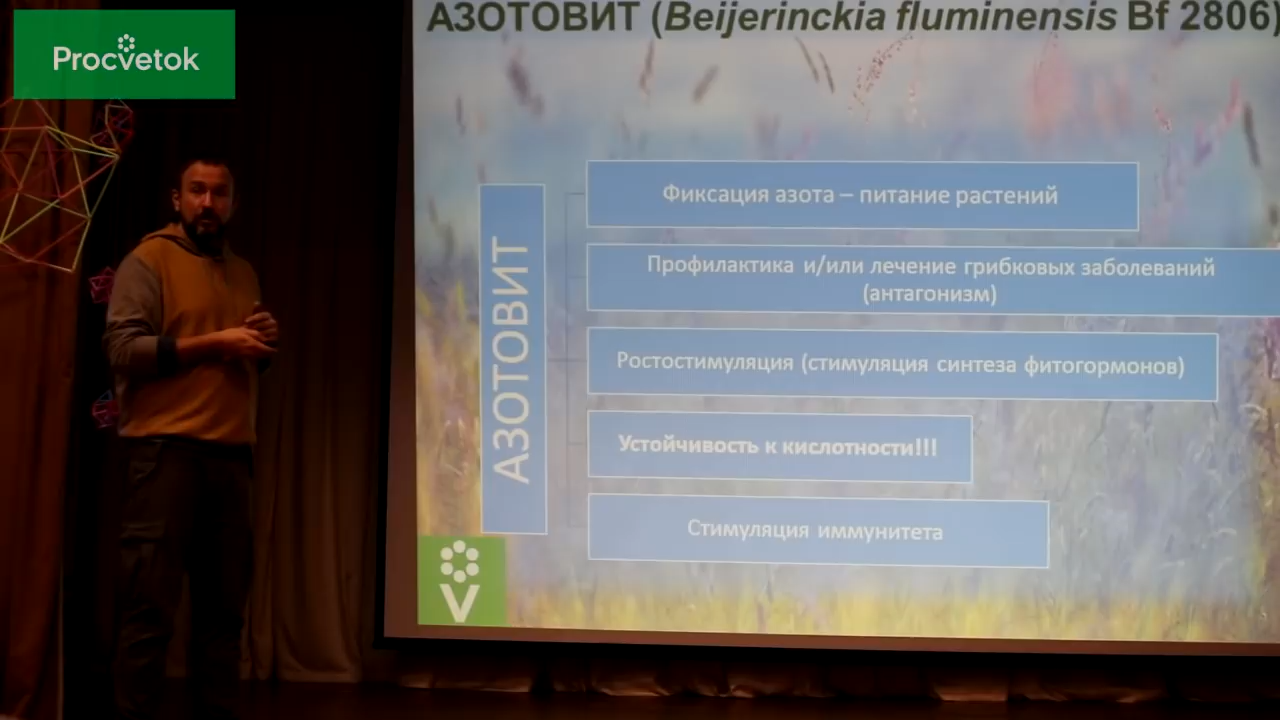 Procvetok
АЗОТОВИТ (Beijerinckia fluminensis Bf 2806)
АЗОТОВИТ
Фиксация азота – питание растений
Профилактика и/или лечение грибковых заболеваний
(антагонизм)
Ростостимуляция (стимуляция синтеза фитогормонов)
Устойчивость к кислотности!!!
Стимуляция иммунитета
V